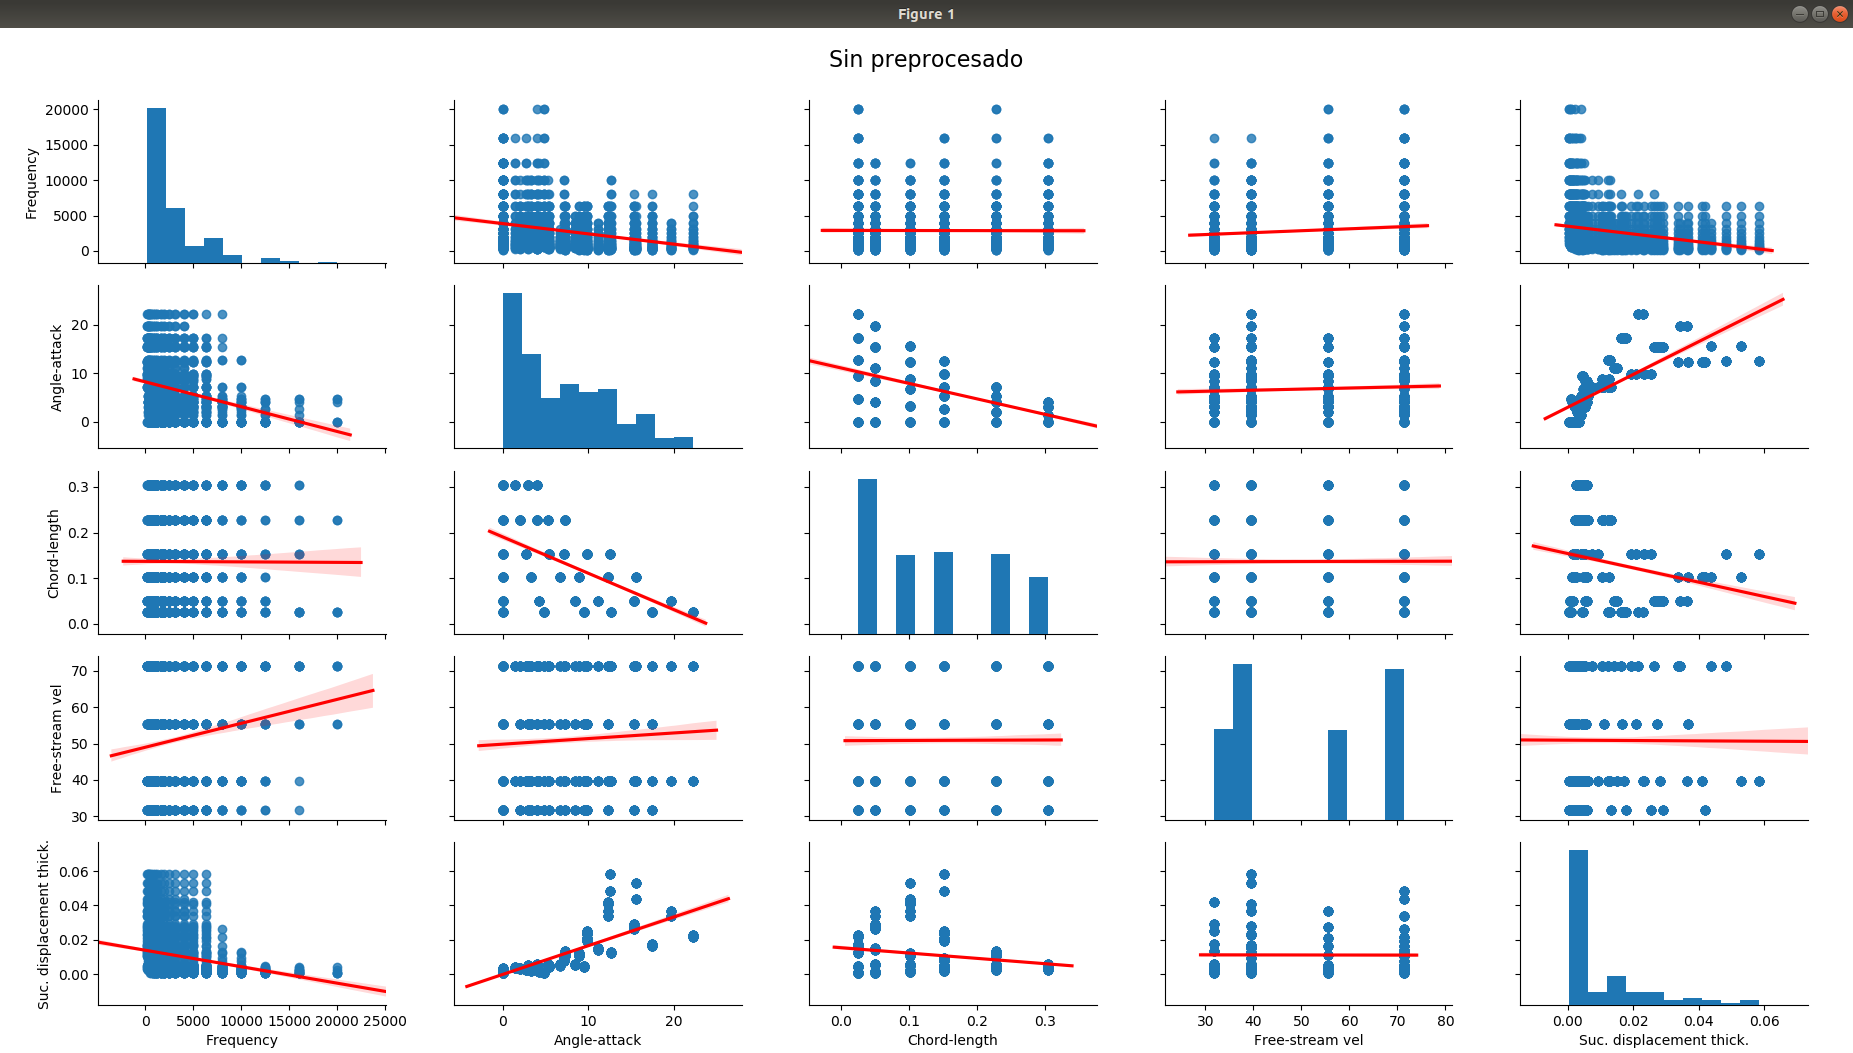 Figure 1
Sin preprocesado
20000
15000
10000
5000
0
Frequency
20
10
0
Angle-attack
0.3
0.2
0.1
0.0
Chord-length
70
60
50
40
30
Free-stream vel
0.06
0.04
0.02
0.00
Suc. displacement thick.
0 5000 10000 15000 20000 25000
Frequency
0 10 20
Angle-attack
0.0 0.1 0.2 0.3
Chord-length
30 40 50 60 70 80
Free-stream vel
0.00 0.02 0.04 0.06
Suc. displacement thick.